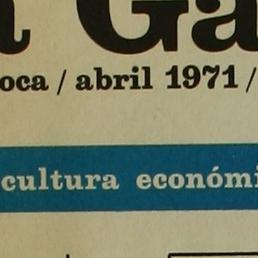 Ga
oca / abril 1971 /
cultura económi